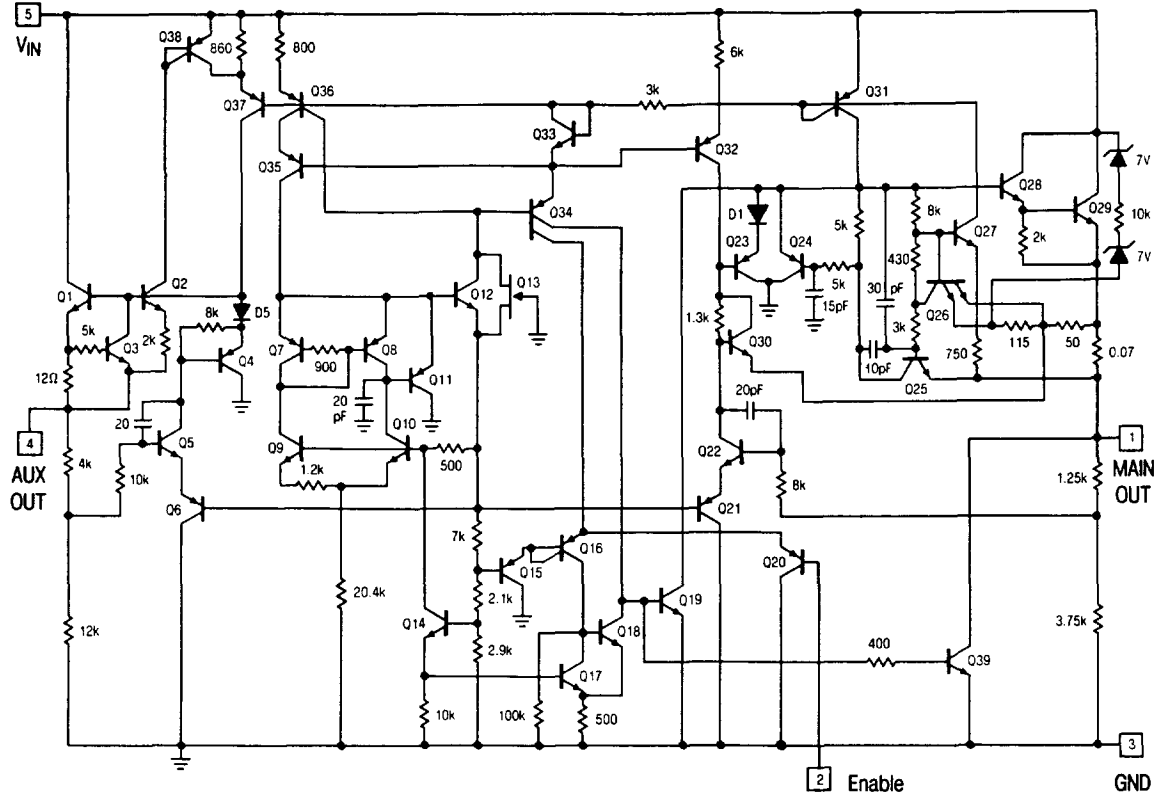 5
VIN
Q38
860
800
6k
Q37
Q36
3k
Q31
Q33
Q32
Q35
Q28
7V
Q34
D1
8k
Q29
10k
5k
Q27
2k
Q23
Q24
430
7V
Q1
Q2
Q12
Q13
5k
30
pF
15pF
Q26
8k
D5
1.3k
3k
115
50
5k
2k
Q3
Q4
Q7
Q8
900
Q30
750
0.07
12Ω
Q11
10pF
Q25
20
pF
20pF
4
AUX
OUT
20
Q5
Q9
Q10
500
1
MAIN
OUT
4k
10k
1.2k
Q22
8k
1.25k
Q6
Q21
7k
Q16
Q15
Q20
20.4k
2.1k
Q19
12k
Q14
Q18
3.75k
2.9k
400
Q17
Q39
10k
100k
500
3
GND
2
Enable